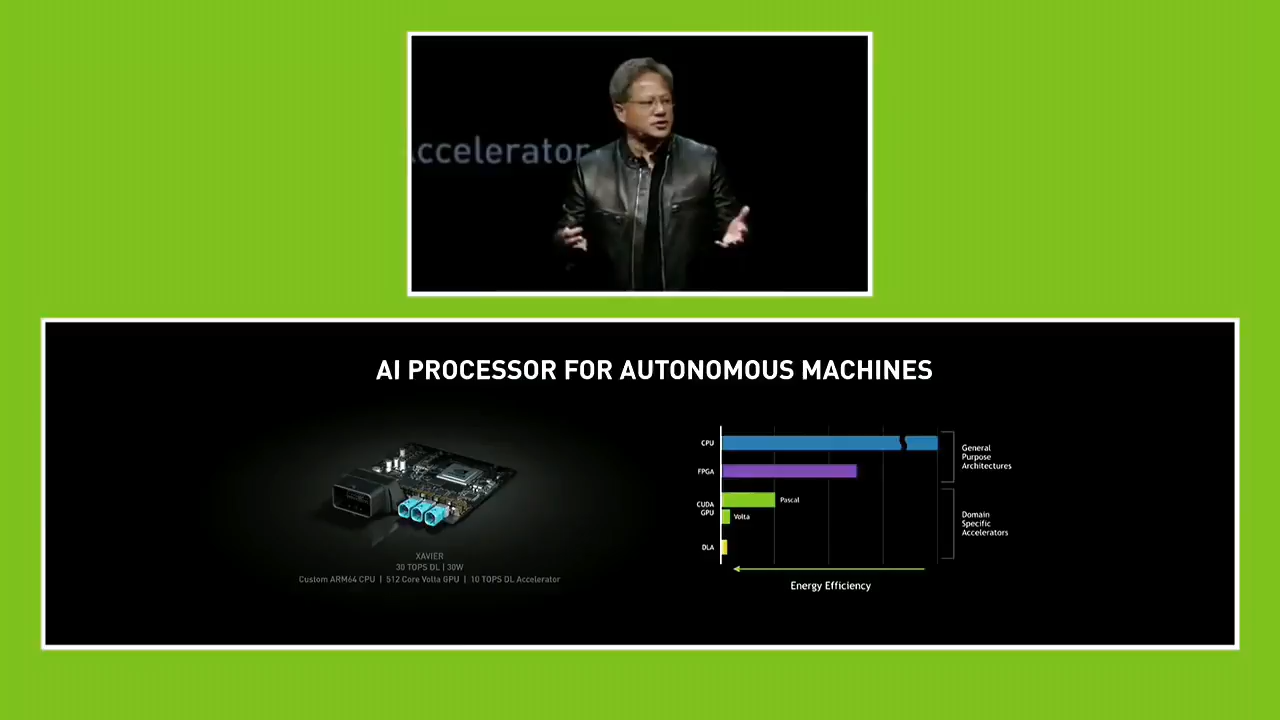 Accelerator
AI PROCESSOR FOR AUTONOMOUS MACHINES
XAVIER
30 TOPS DL | 30W
Custom ARM64 CPU | 512 Core Volta GPU | 10 TOPS DL Accelerator
CPU
FPGA
CUDA
GPU
Pascal
Volta
DLA
General
Purpose
Architectures
Domain
Specific
Accelerators
Energy Efficiency